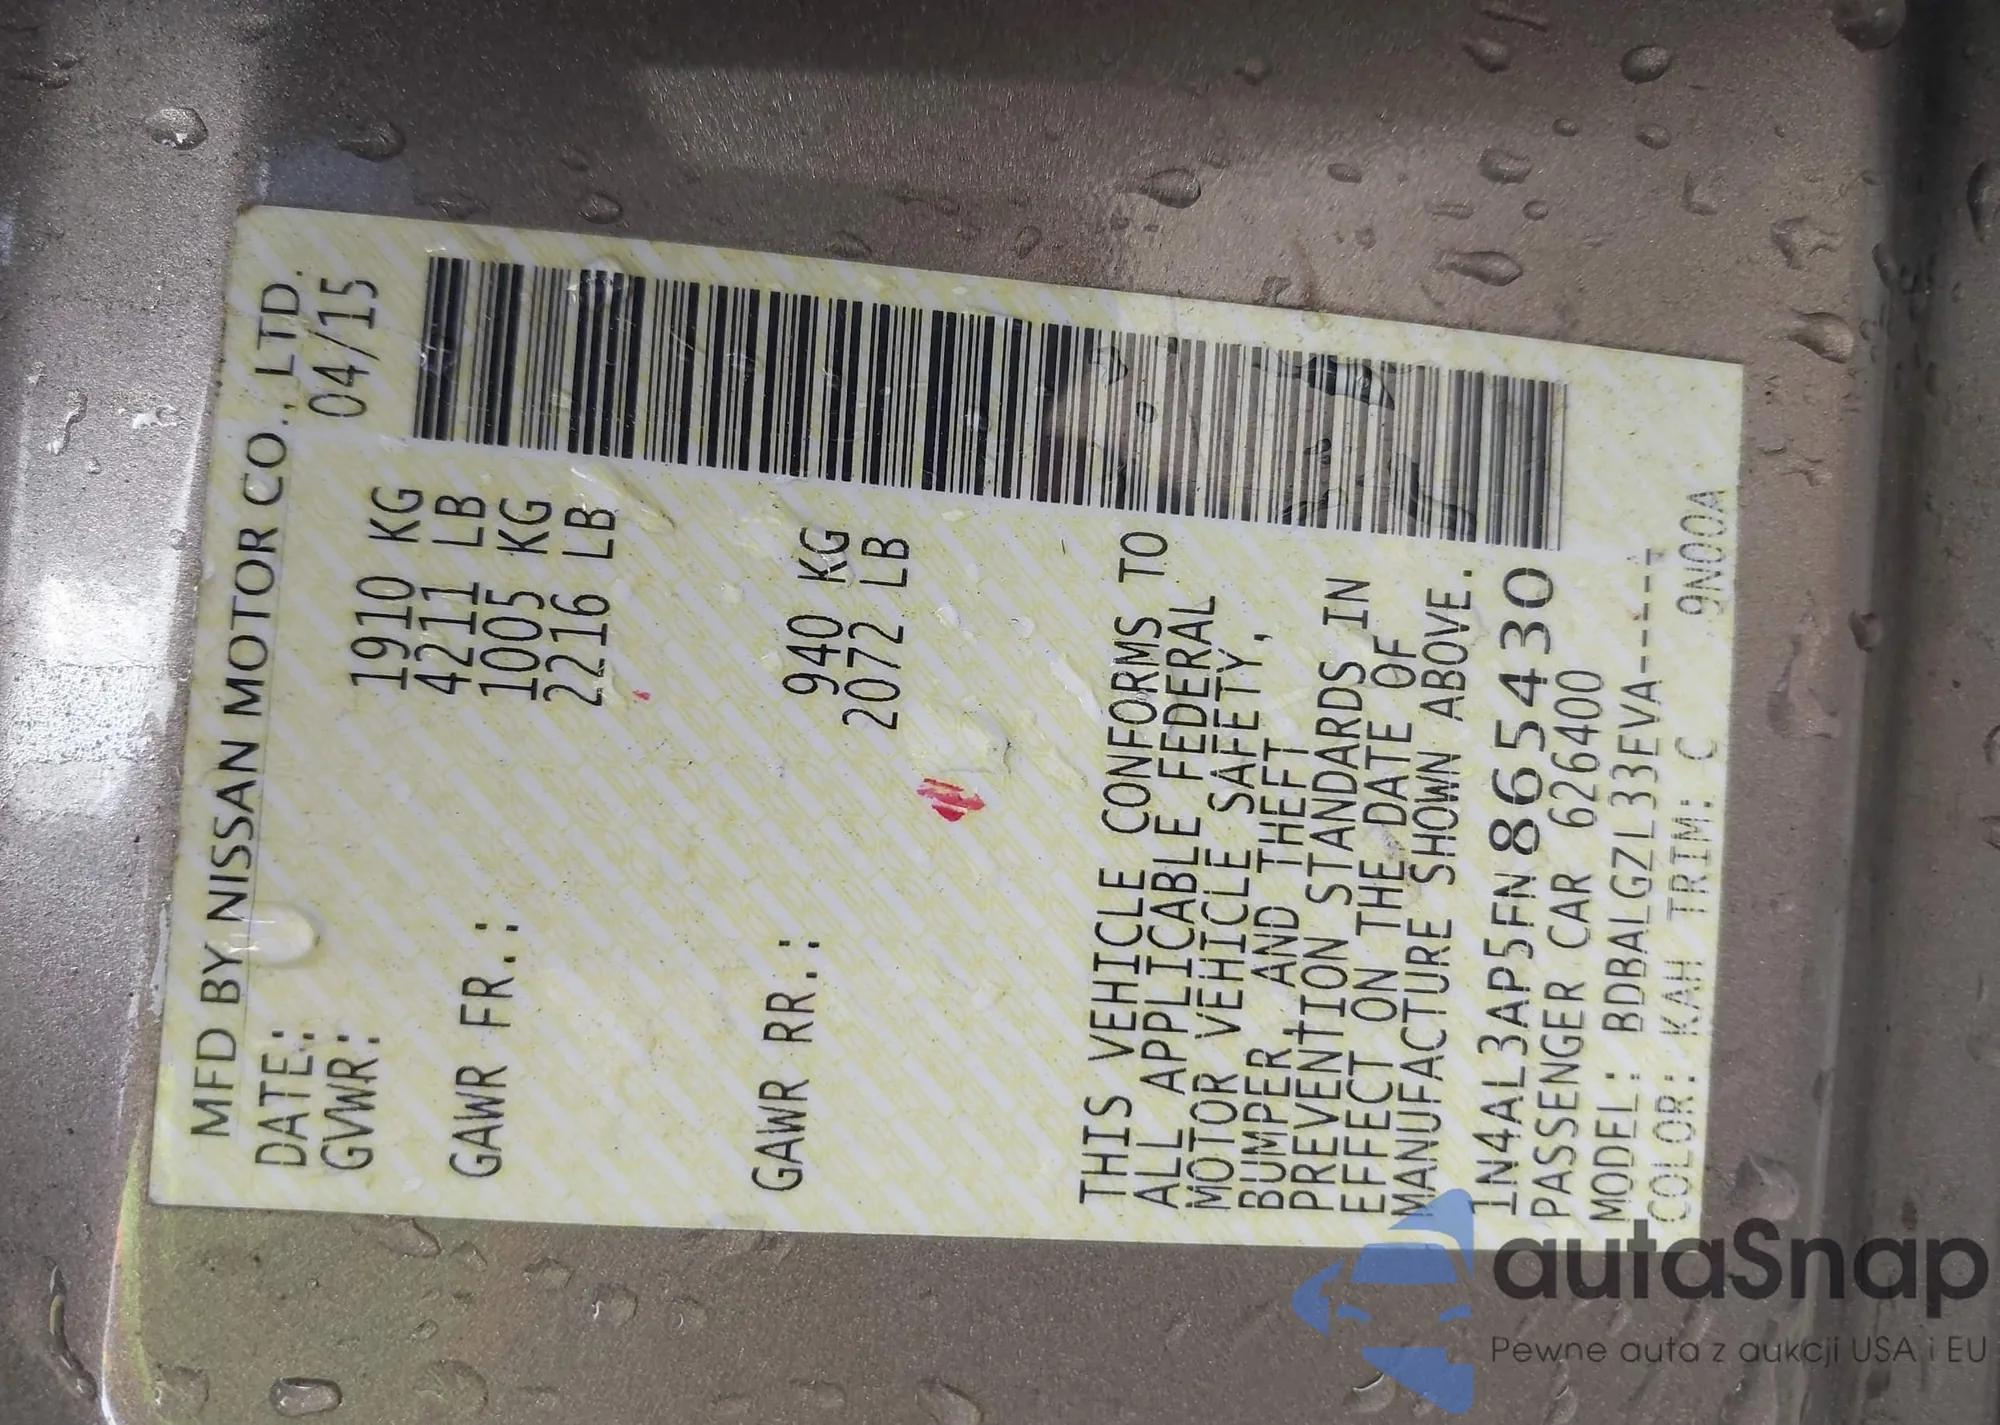 MFD BY NISSAN MOTOR CO., LTD.
DATE: 04/15
GVWR: 1910 KG
4211 LB
GAWR FR.: 1005 KG
2216 LB
GAWR RR.: 940 KG
2072 LB
THIS VEHICLE CONFORMS TO
ALL APPLICABLE FEDERAL
MOTOR VEHICLE SAFETY,
BUMPER AND THEFT
PREVENTION STANDARDS IN
EFFECT ON THE DATE OF
MANUFACTURE SHOWN ABOVE.
1N4AL3AP5FN865430
PASSENGER CAR 626400
MODEL: BDBALGZL33EVA-----
COLOR: KAH TRIM: C 9N00A
autaSnap
Pewne auta z aukcji USA i EU